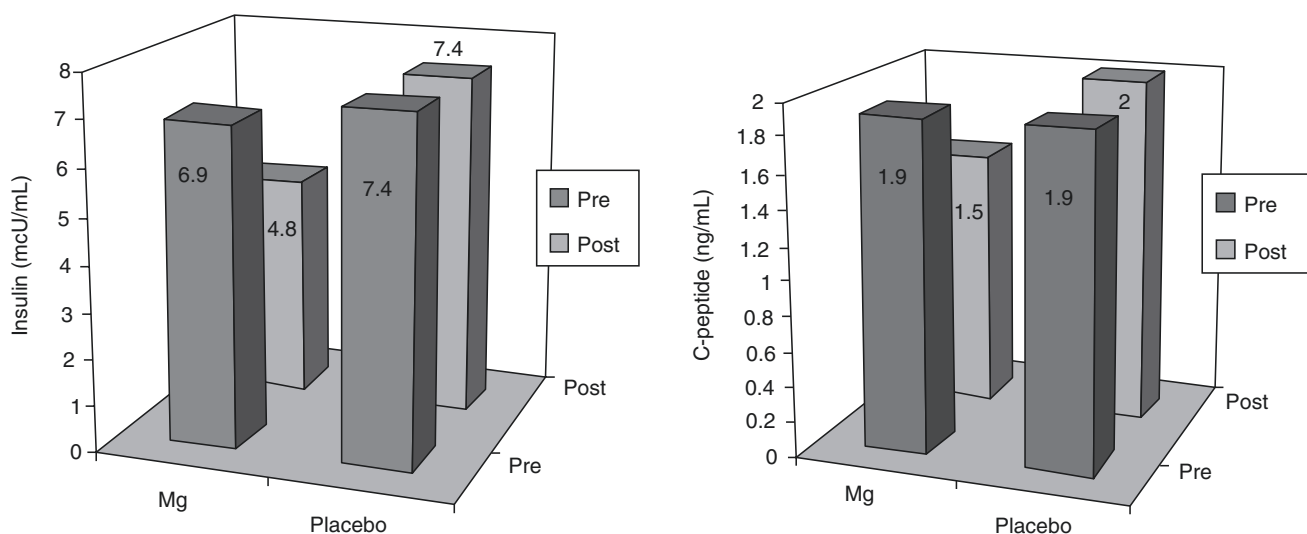 Insulin (mcU/mL)
8
7
6
5
4
3
2
1
0
6.9
4.8
7.4
7.4
Mg
Placebo
Pre
Post
Pre
Post
C-peptide (ng/mL)
2
1.8
1.6
1.4
1.2
1
0.8
0.6
0.4
0.2
0
1.9
1.5
1.9
2
Mg
Placebo
Pre
Post
Pre
Post